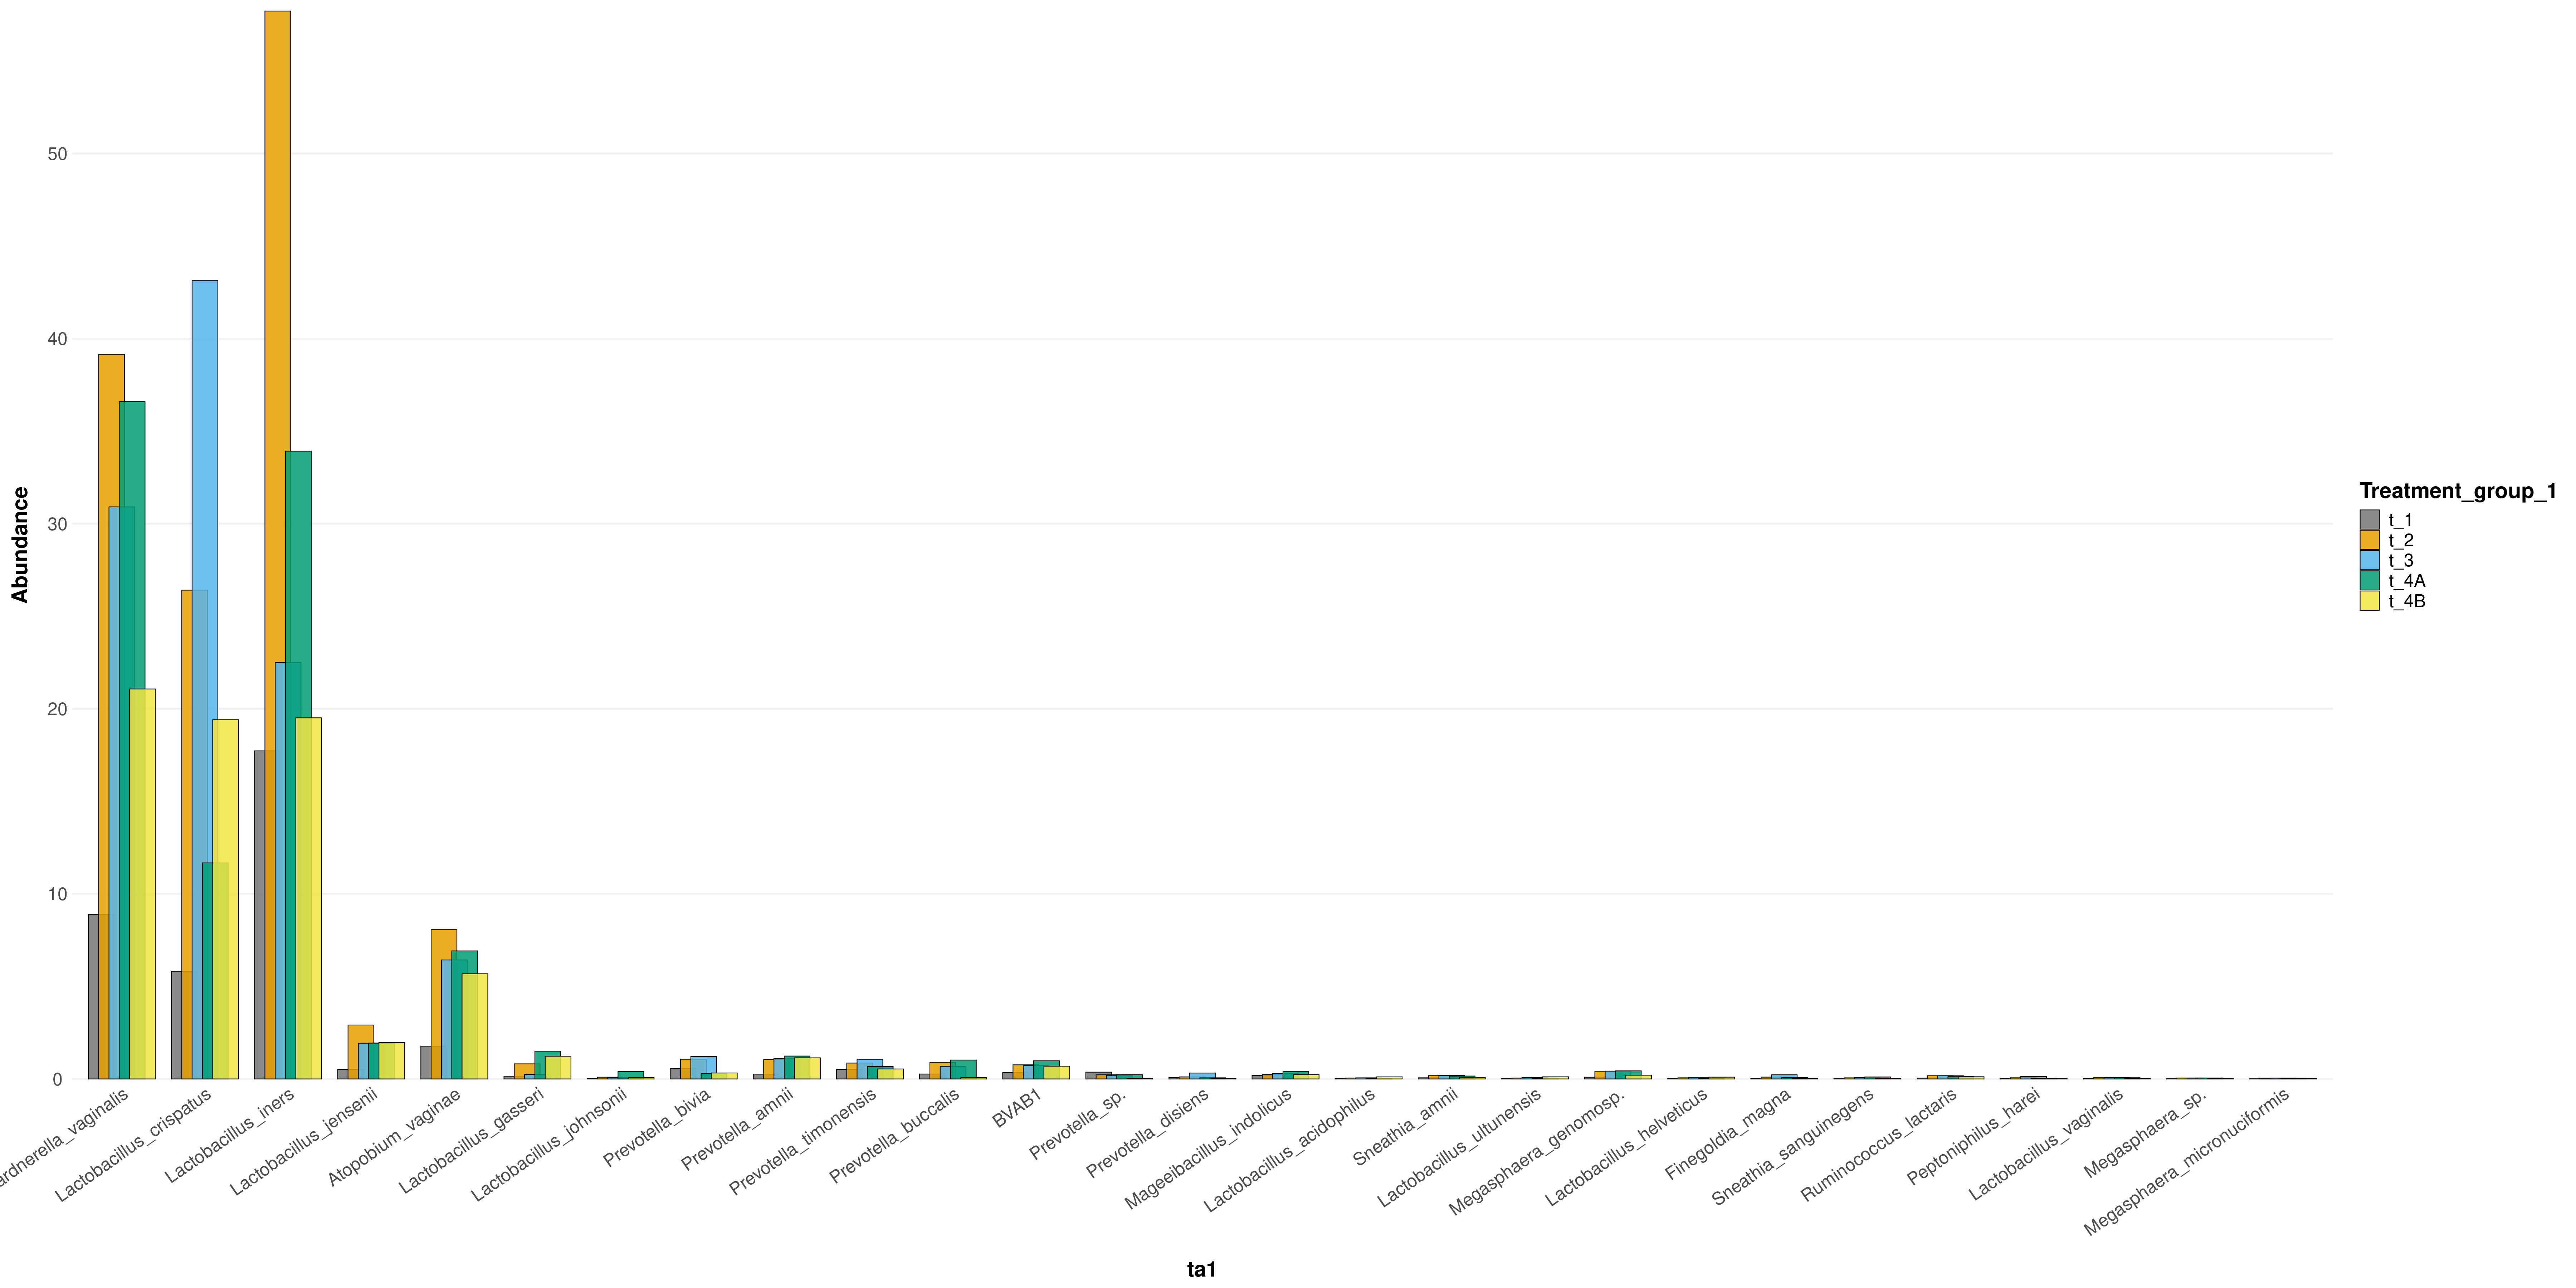 Abundance
50
40
30
20
10
0
ardnerella_vaginalis
Lactobacillus_crispatus
Lactobacillus_iners
Lactobacillus_jensenii
Atopobium_vaginae
Lactobacillus_gasseri
Lactobacillus_johnsonii
Prevotella_bivia
Prevotella_amnii
Prevotella_timonensis
Prevotella_buccalis
BVAB1
Prevotella_sp.
Prevotella_disiens
Mageeibacillus_indolicus
Lactobacillus_acidophilus
Sneathia_amnii
Lactobacillus_ultunensis
Megasphaera_genomosp.
Lactobacillus_helveticus
Finegoldia_magna
Sneathia_sanguinegens
Ruminococcus_lactaris
Peptoniphilus_harei
Lactobacillus_vaginalis
Megasphaera_sp.
Megasphaera_micronuciformis
ta1
Treatment_group_1
t_1
t_2
t_3
t_4A
t_4B